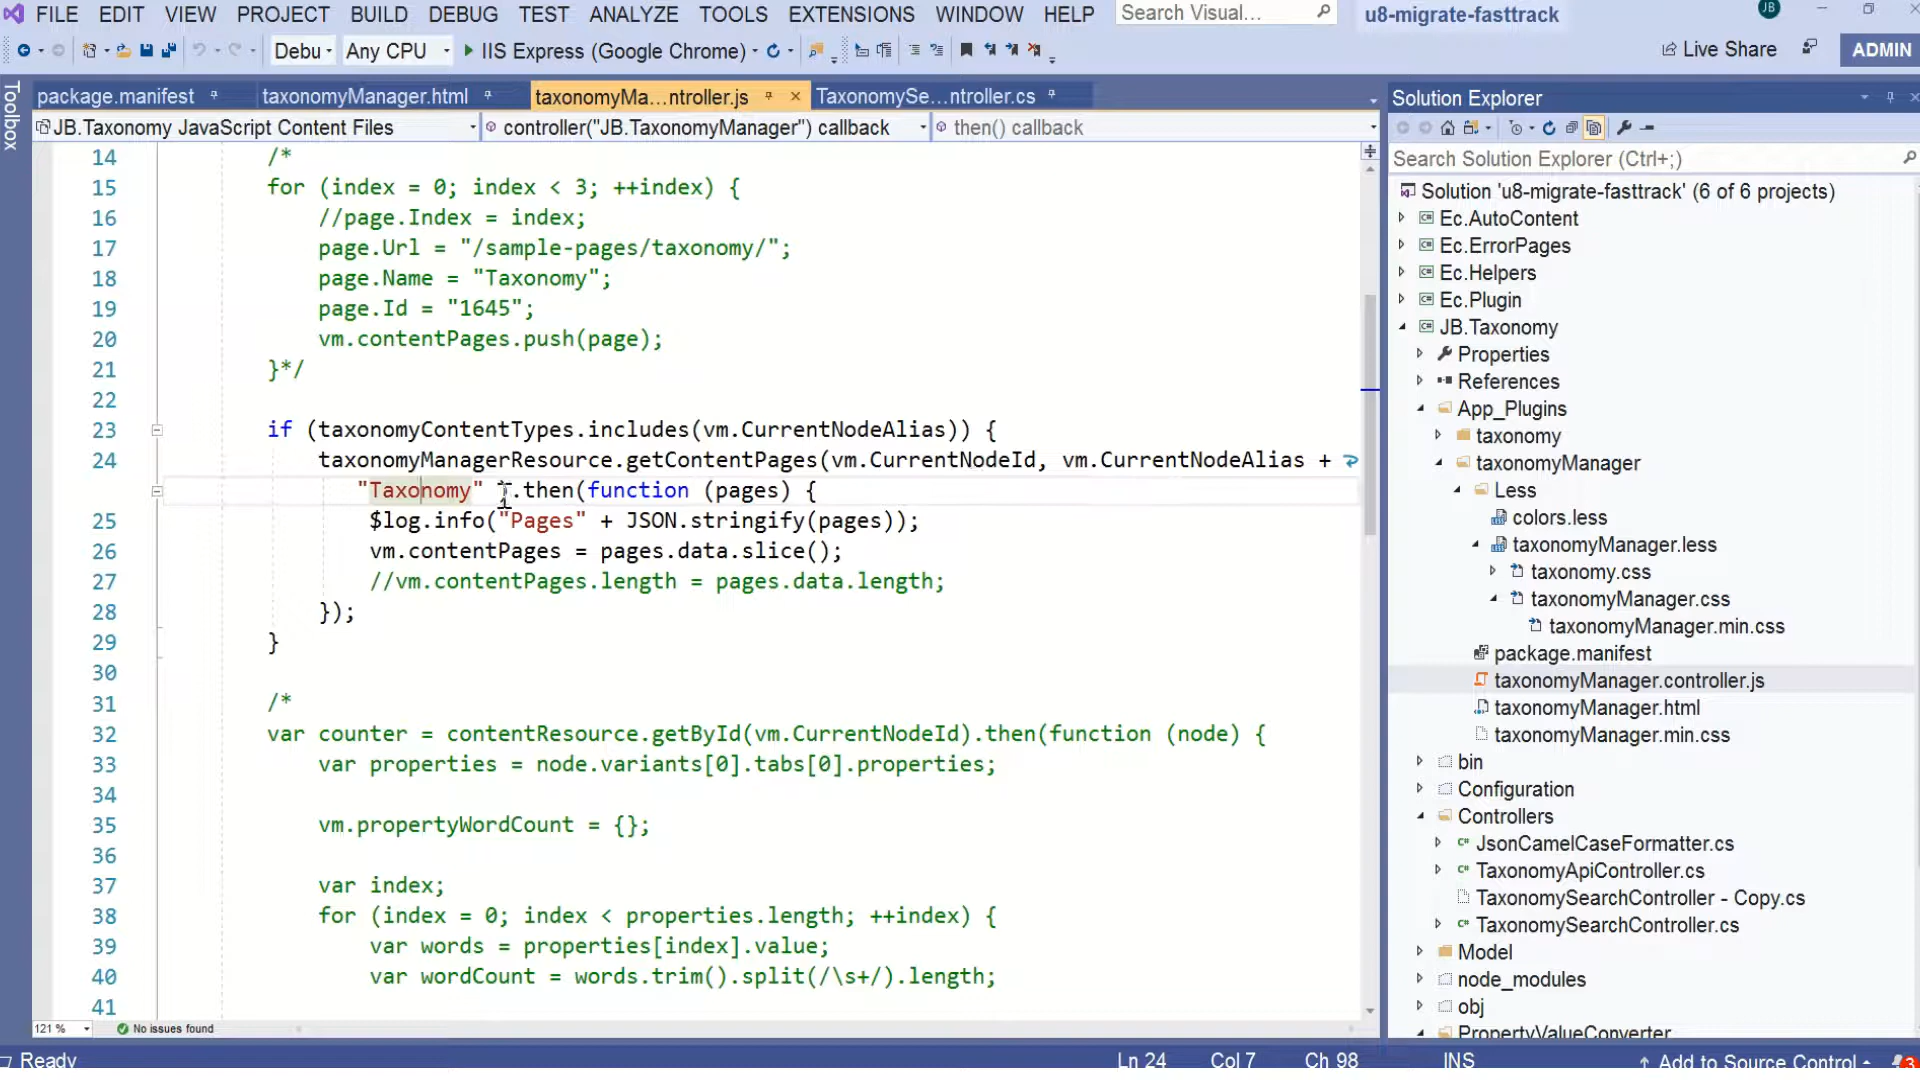 FILE EDIT VIEW PROJECT BUILD DEBUG TEST ANALYZE TOOLS EXTENSIONS WINDOW HELP Search Visual... u8-migrate-fasttrack JB
Debu Any CPU IIS Express (Google Chrome) Live Share ADMIN
Toolbox
package.manifest taxonomyManager.html taxonomyMa...ntroller.js TaxonomySe...ntroller.cs
JB.Taxonomy JavaScript Content Files controller("JB.TaxonomyManager") callback then() callback
14 /*
15 for (index = 0; index < 3; ++index) {
16 //page.Index = index;
17 page.Url = "/sample-pages/taxonomy/";
18 page.Name = "Taxonomy";
19 page.Id = "1645";
20 vm.contentPages.push(page);
21 }*/
22
23 if (taxonomyContentTypes.includes(vm.CurrentNodeAlias)) {
24 taxonomyManagerResource.getContentPages(vm.CurrentNodeId, vm.CurrentNodeAlias +
"Taxonomy" ).then(function (pages) {
25 $log.info("Pages" + JSON.stringify(pages));
26 vm.contentPages = pages.data.slice();
27 //vm.contentPages.length = pages.data.length;
28 });
29 }
30
31 /*
32 var counter = contentResource.getById(vm.CurrentNodeId).then(function (node) {
33 var properties = node.variants[0].tabs[0].properties;
34
35 vm.propertyWordCount = {};
36
37 var index;
38 for (index = 0; index < properties.length; ++index) {
39 var words = properties[index].value;
40 var wordCount = words.trim().split(/\s+/).length;
41
121 % No issues found
Ready Ln 24 Col 7 Ch 98 INS Add to Source Control 3
Solution Explorer
Search Solution Explorer (Ctrl+;)
Solution 'u8-migrate-fasttrack' (6 of 6 projects)
Ec.AutoContent
Ec.ErrorPages
Ec.Helpers
Ec.Plugin
JB.Taxonomy
Properties
References
App_Plugins
taxonomy
taxonomyManager
Less
colors.less
taxonomyManager.less
taxonomy.css
taxonomyManager.css
taxonomyManager.min.css
package.manifest
taxonomyManager.controller.js
taxonomyManager.html
taxonomyManager.min.css
bin
Configuration
Controllers
JsonCamelCaseFormatter.cs
TaxonomyApiController.cs
TaxonomySearchController - Copy.cs
TaxonomySearchController.cs
Model
node_modules
obj
PropertyValueConverter